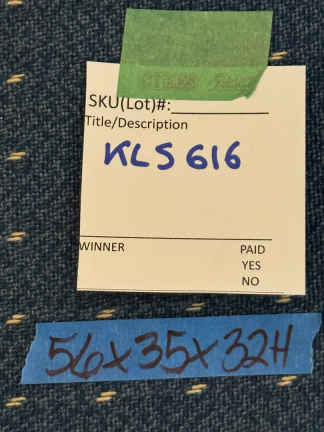 SKU(Lot)#:
Title/Description
KLS 616
WINNER
PAID
YES
NO
56x35x32H